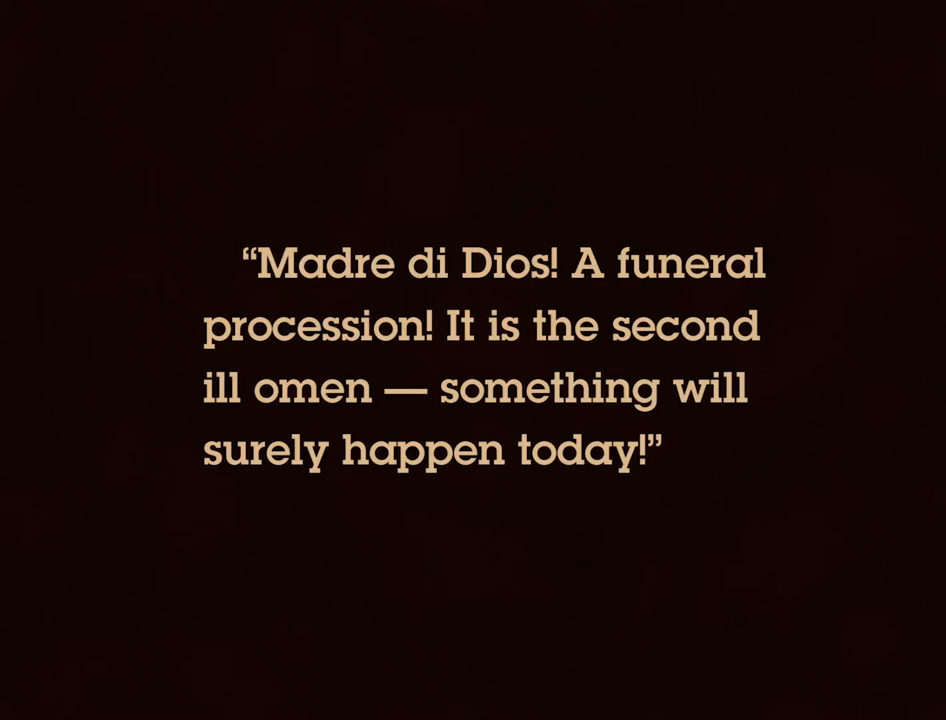 “Madre di Dios! A funeral
procession! It is the second
ill omen — something will
surely happen today!”